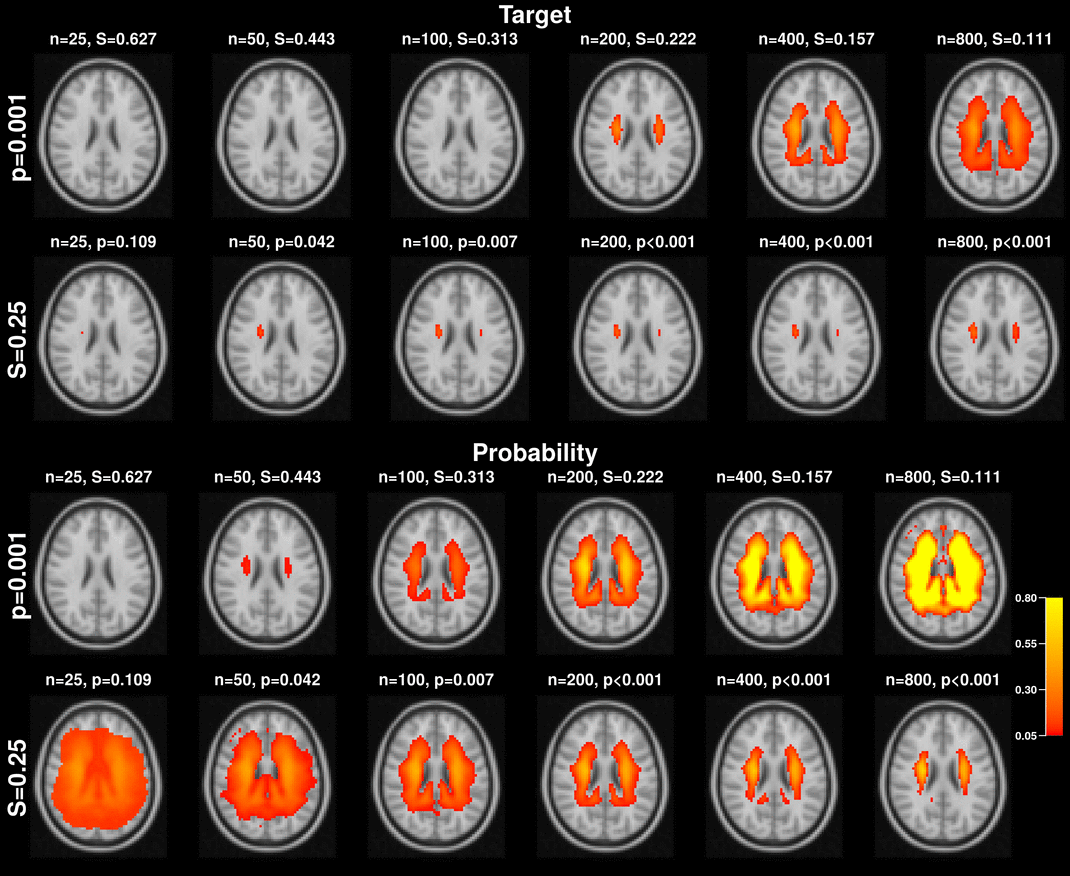 Target
n=25, S=0.627 n=50, S=0.443 n=100, S=0.313 n=200, S=0.222 n=400, S=0.157 n=800, S=0.111
p=0.001
n=25, p=0.109 n=50, p=0.042 n=100, p=0.007 n=200, p<0.001 n=400, p<0.001 n=800, p<0.001
S=0.25
Probability
n=25, S=0.627 n=50, S=0.443 n=100, S=0.313 n=200, S=0.222 n=400, S=0.157 n=800, S=0.111
p=0.001
0.80
0.55
0.30
0.05
n=25, p=0.109 n=50, p=0.042 n=100, p=0.007 n=200, p<0.001 n=400, p<0.001 n=800, p<0.001
S=0.25